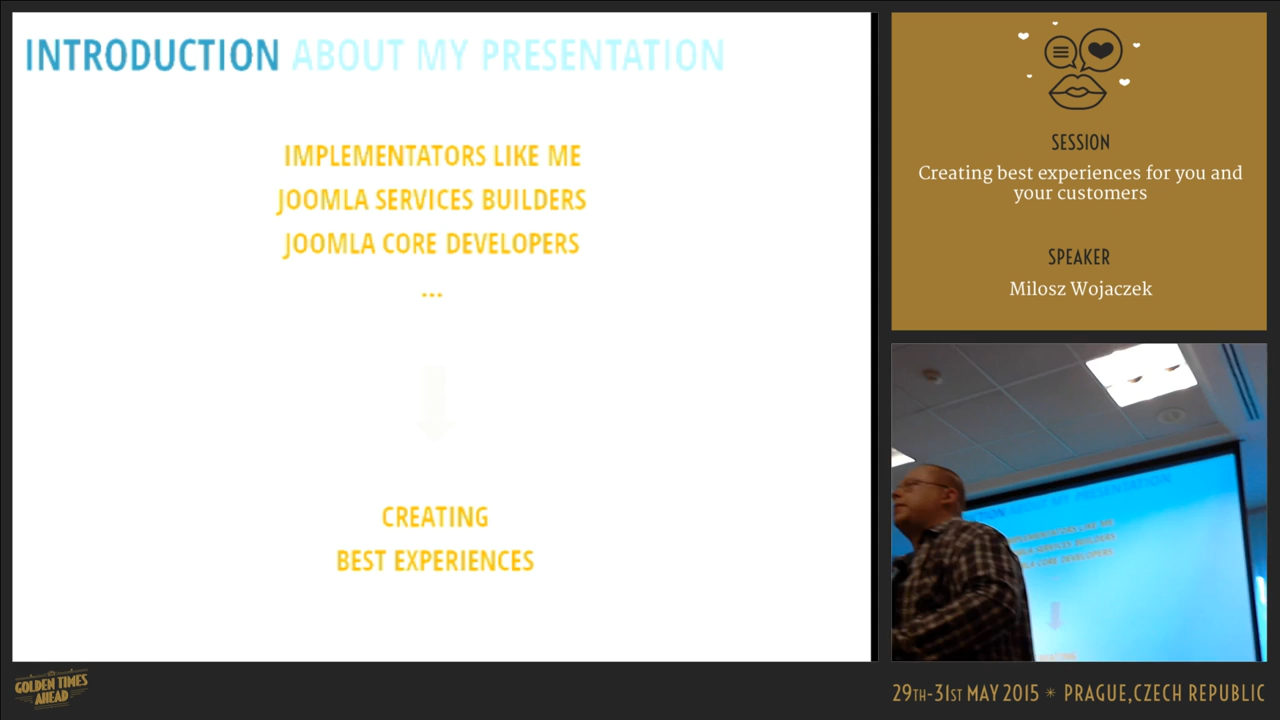 INTRODUCTION ABOUT MY PRESENTATION
IMPLEMENTATORS LIKE ME
JOOMLA SERVICES BUILDERS
JOOMLA CORE DEVELOPERS
...
CREATING
BEST EXPERIENCES
SESSION
Creating best experiences for you and
your customers
SPEAKER
Milosz Wojaczek
GOLDEN TIMES
AHEAD
29TH-31ST MAY 2015 * PRAGUE,CZECH REPUBLIC